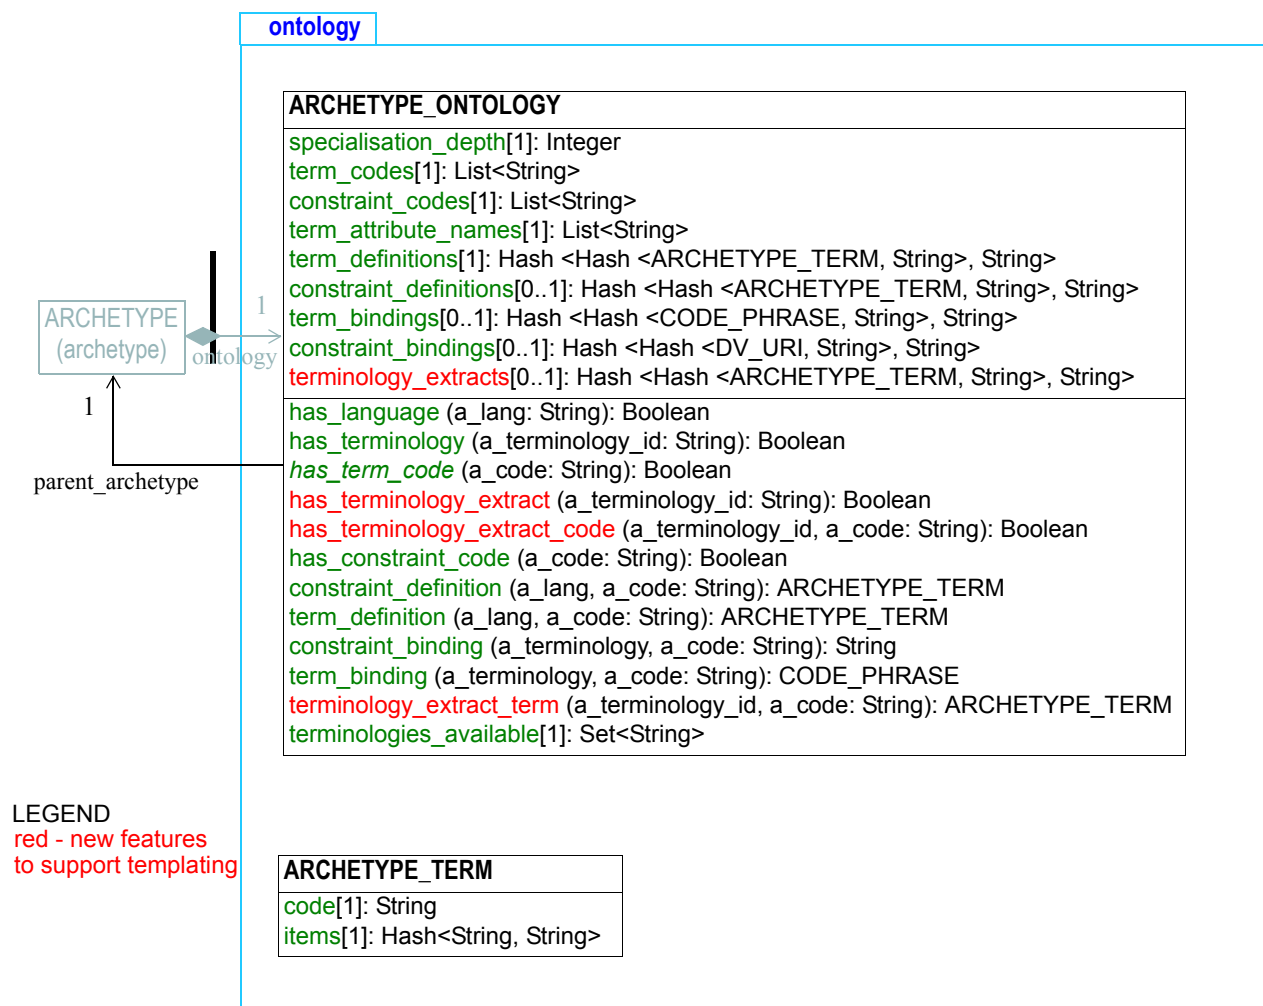 ontology
ARCHETYPE_ONTOLOGY
specialisation_depth[1]: Integer
term_codes[1]: List<String>
constraint_codes[1]: List<String>
term_attribute_names[1]: List<String>
term_definitions[1]: Hash <Hash <ARCHETYPE_TERM, String>, String>
constraint_definitions[0..1]: Hash <Hash <ARCHETYPE_TERM, String>, String>
term_bindings[0..1]: Hash <Hash <CODE_PHRASE, String>, String>
constraint_bindings[0..1]: Hash <Hash <DV_URI, String>, String>
terminology_extracts[0..1]: Hash <Hash <ARCHETYPE_TERM, String>, String>
has_language (a_lang: String): Boolean
has_terminology (a_terminology_id: String): Boolean
has_term_code (a_code: String): Boolean
has_terminology_extract (a_terminology_id: String): Boolean
has_terminology_extract_code (a_terminology_id, a_code: String): Boolean
has_constraint_code (a_code: String): Boolean
constraint_definition (a_lang, a_code: String): ARCHETYPE_TERM
term_definition (a_lang, a_code: String): ARCHETYPE_TERM
constraint_binding (a_terminology, a_code: String): String
term_binding (a_terminology, a_code: String): CODE_PHRASE
terminology_extract_term (a_terminology_id, a_code: String): ARCHETYPE_TERM
terminologies_available[1]: Set<String>
ARCHETYPE
(archetype)
1
ontology
1
parent_archetype
LEGEND
red - new features
to support templating
ARCHETYPE_TERM
code[1]: String
items[1]: Hash<String, String>